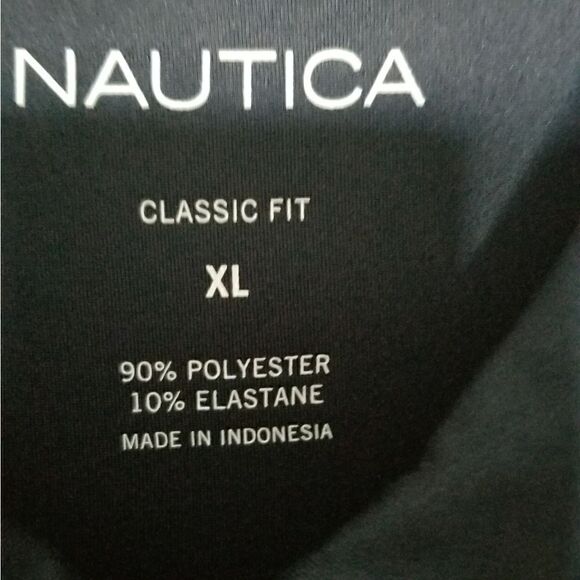 NAUTICA
CLASSIC FIT
XL
90% POLYESTER
10% ELASTANE
MADE IN INDONESIA